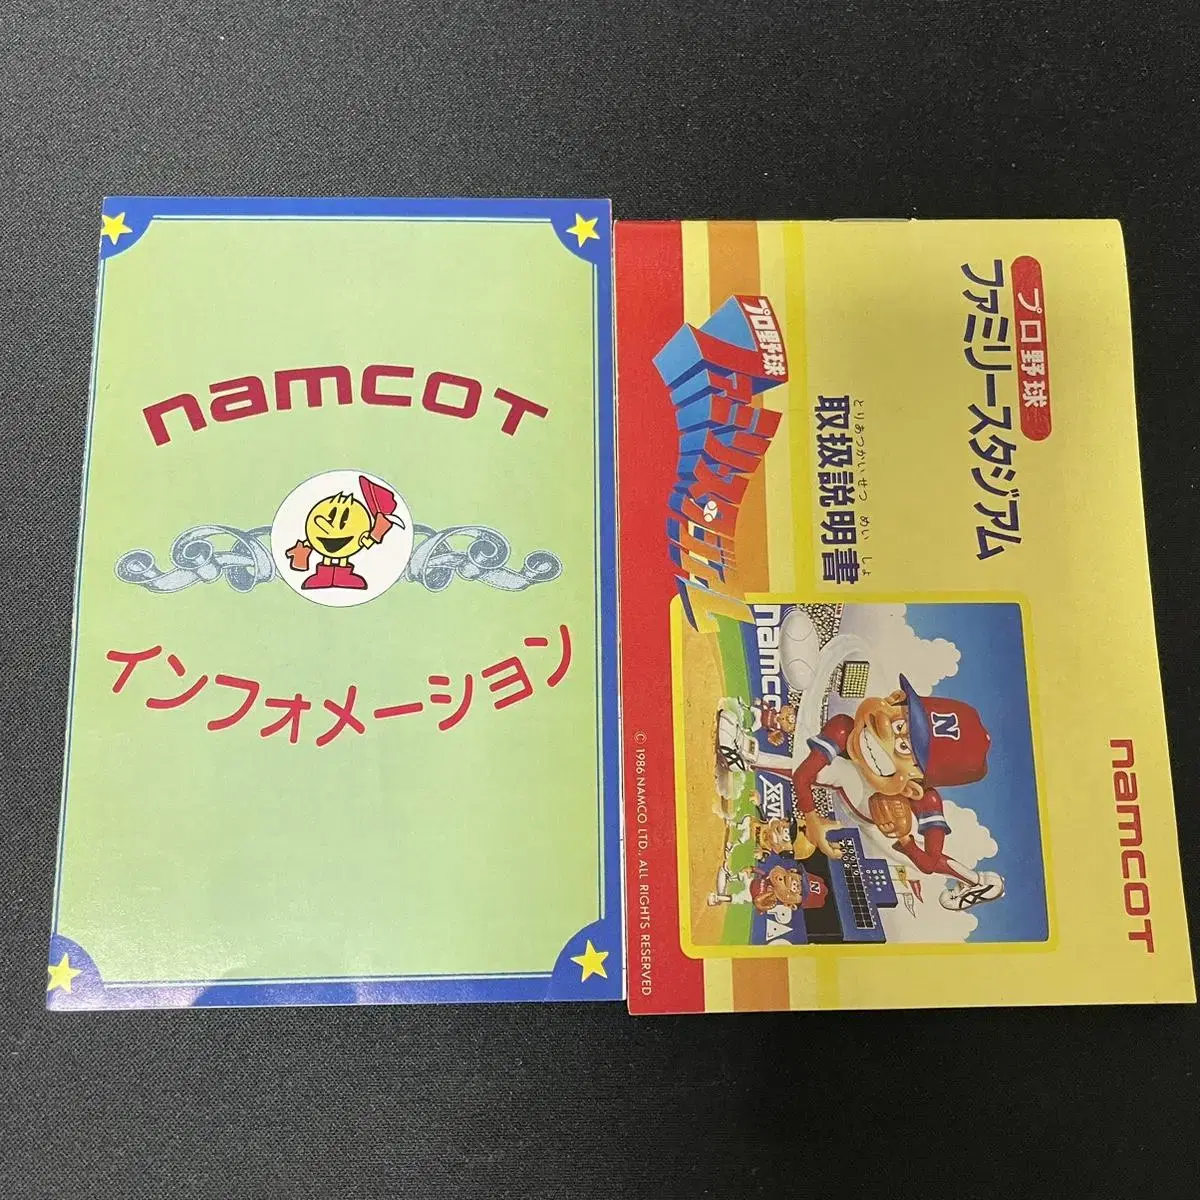 namcot
インフォメーション
プロ野球
ファミリースタジアム
とりあつかいせつめいしょ
取扱説明書
プロ野球
ファミリースタジアム
namcot
namco
N
N
© 1986 NAMCO LTD., ALL RIGHTS RESERVED